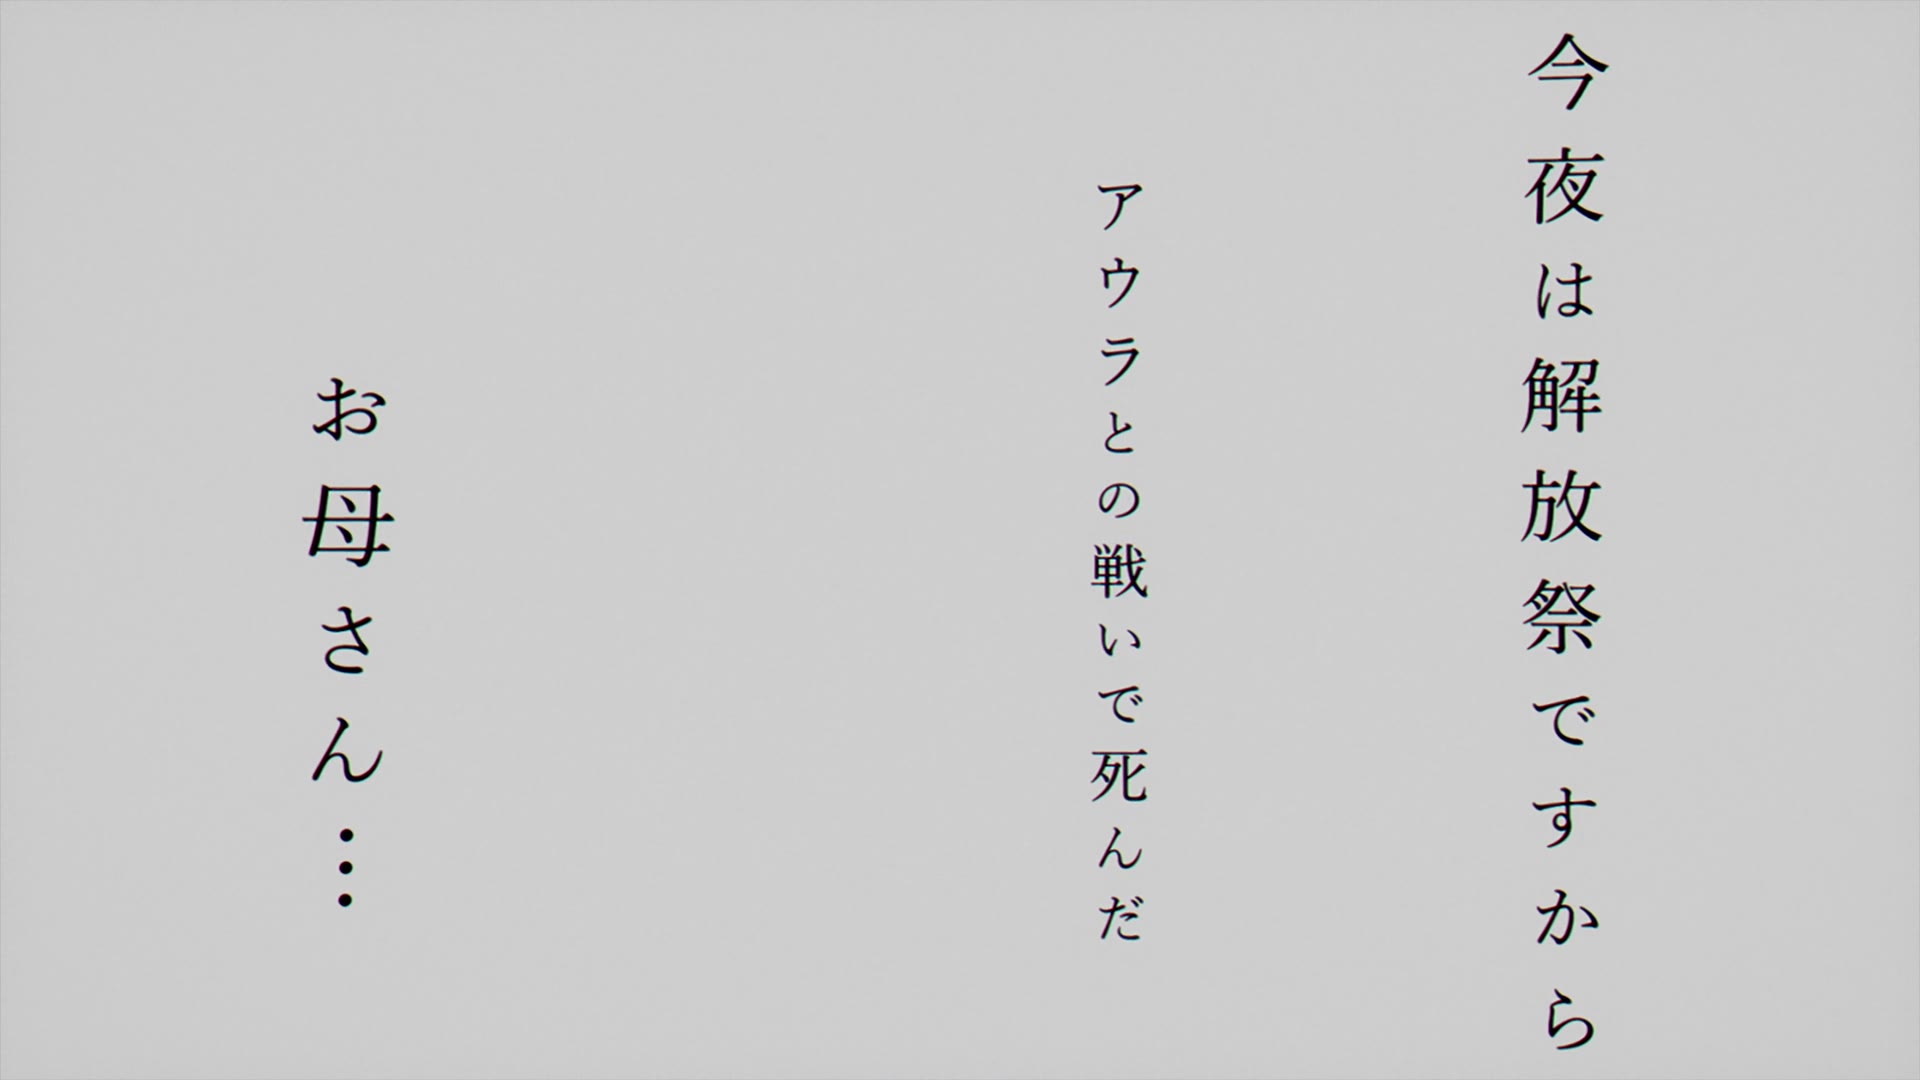 今夜は解放祭ですから
アウラとの戦いで死んだ
お母さん…